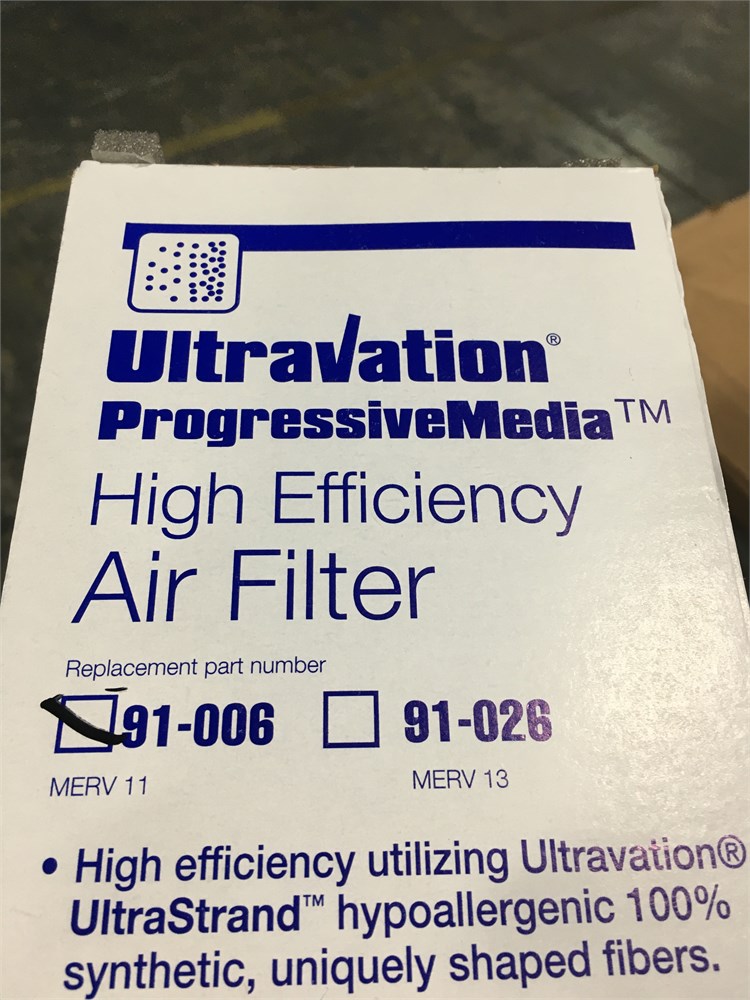 Ultravation®
ProgressiveMedia™
High Efficiency
Air Filter
Replacement part number
91-006 91-026
MERV 11 MERV 13
• High efficiency utilizing Ultravation®
UltraStrand™ hypoallergenic 100%
synthetic, uniquely shaped fibers.